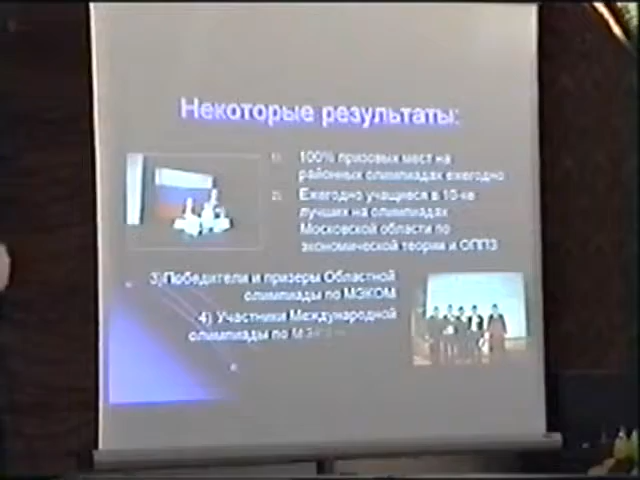 Некоторые результаты:
1) 100% призовых мест на
районных олимпиадах ежегодно
2) Ежегодно учащиеся в 10-ке
лучших на олимпиадах
Московской области по
экономической теории и ОППЗ
3)Победители и призеры Областной
олимпиады по МЭКОМ
4) Участники Международной
олимпиады по